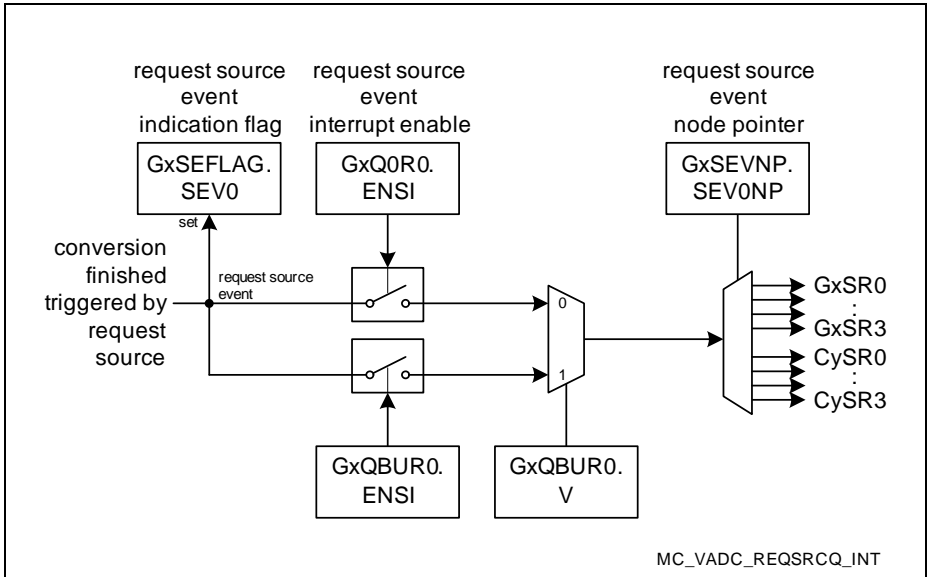 request source
event
indication flag
request source
event
interrupt enable
request source
event
node pointer
GxSEFLAG.
SEV0
GxQ0R0.
ENSI
GxSEVNP.
SEV0NP
set
conversion
finished
triggered by
request
source
request source
event
0
1
GxSR0
:
GxSR3
CySR0
:
CySR3
GxQBUR0.
ENSI
GxQBUR0.
V
MC_VADC_REQSRCQ_INT